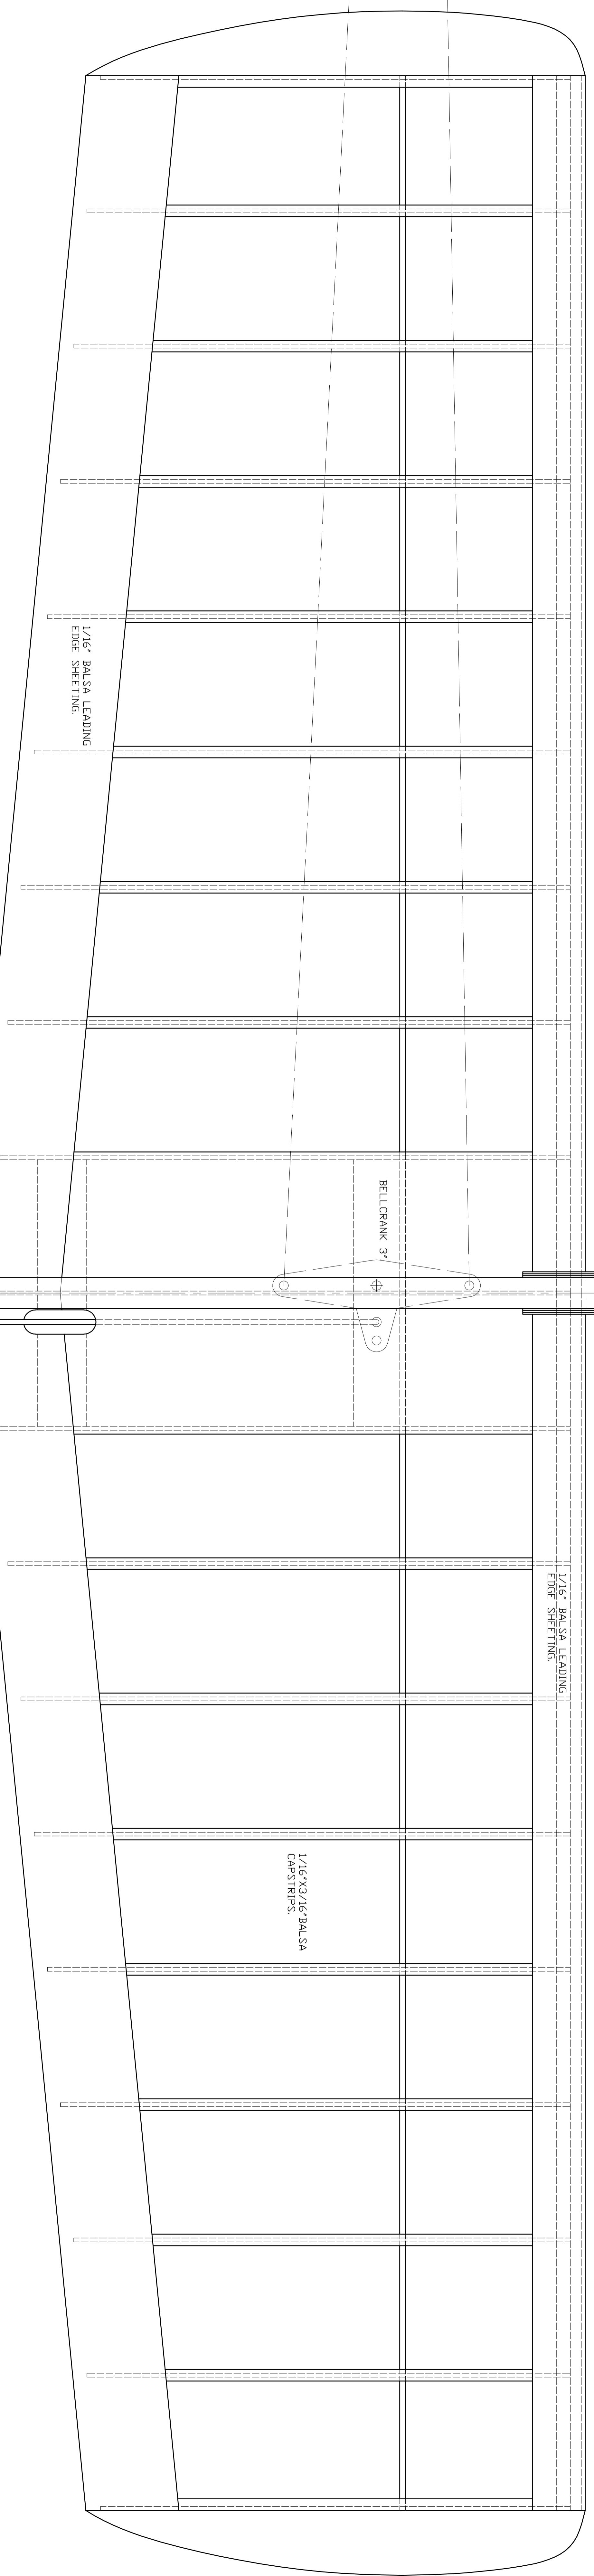 1/16" BALSA LEADING
EDGE SHEETING.
BELLCRANK 3"
1/16" BALSA LEADING
EDGE SHEETING.
1/16"X3/16"BALSA
CAPSTRIPS.